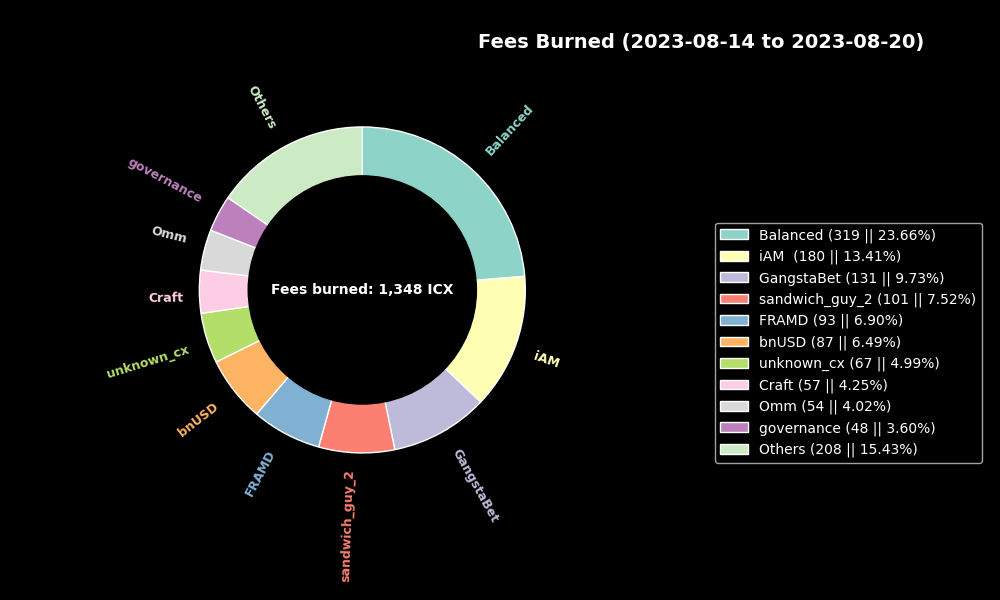 Fees Burned (2023-08-14 to 2023-08-20)
Others
Balanced
governance
Omm
Craft
unknown_cx
bnUSD
FRAMD
sandwich_guy_2
GangstaBet
iAM
Fees burned: 1,348 ICX
Balanced (319 || 23.66%)
iAM  (180 || 13.41%)
GangstaBet (131 || 9.73%)
sandwich_guy_2 (101 || 7.52%)
FRAMD (93 || 6.90%)
bnUSD (87 || 6.49%)
unknown_cx (67 || 4.99%)
Craft (57 || 4.25%)
Omm (54 || 4.02%)
governance (48 || 3.60%)
Others (208 || 15.43%)